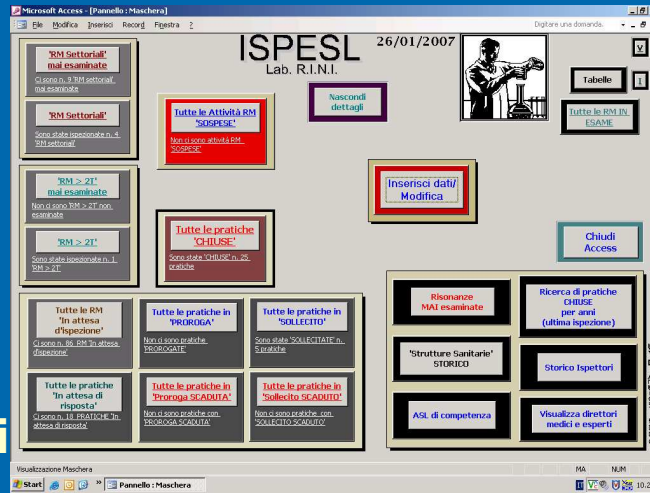 Microsoft Access - [Pannello : Maschera]
File Modifica Inserisci Record Finestra ?
Digitare una domanda.
ISPESL
Lab. R.I.N.I.
26/01/2007
V
I
Tabelle
Tutte le RM IN
ESAME
Nascondi
dettagli
'RM Settoriali'
mai esaminate
Ci sono n. 9 'RM settoriali'
mai esaminate
'RM Settoriali'
Sono state ispezionate n. 4
'RM settoriali'
Tutte le Attività RM
'SOSPESE'
Non ci sono attività RM
'SOSPESE'
'RM > 2T'
mai esaminate
Non ci sono 'RM > 2T' non
esaminate
'RM > 2T'
Sono state ispezionate n. 1
'RM > 2T'
Tutte le pratiche
'CHIUSE'
Sono state 'CHIUSE' n. 25
pratiche
Inserisci dati/
Modifica
Chiudi
Access
Tutte le RM
'In attesa
d'ispezione'
Ci sono n. 86 RM 'In attesa
d'ispezione'
Tutte le pratiche in
'PROROGA'
Non ci sono pratiche
'PROROGATE'
Tutte le pratiche in
'SOLLECITO'
Sono state 'SOLLECITATE' n.
5 pratiche
Tutte le pratiche
'In attesa di
risposta'
Ci sono n. 18 PRATICHE 'In
attesa di risposta'
Tutte le pratiche in
'Proroga SCADUTA'
Non ci sono pratiche con
'PROROGA SCADUTA'
Tutte le pratiche in
'Sollecito SCADUTO'
Non ci sono pratiche con
'SOLLECITO SCADUTO'
Risonanze
MAI esaminate
Ricerca di pratiche
CHIUSE
per anni
(ultima ispezione)
'Strutture Sanitarie'
STORICO
Storico Ispettori
ASL di competenza
Visualizza direttori
medici e esperti
i
Visualizzazione Maschera
MA NUM
Start
Pannello : Maschera
IT
10.2